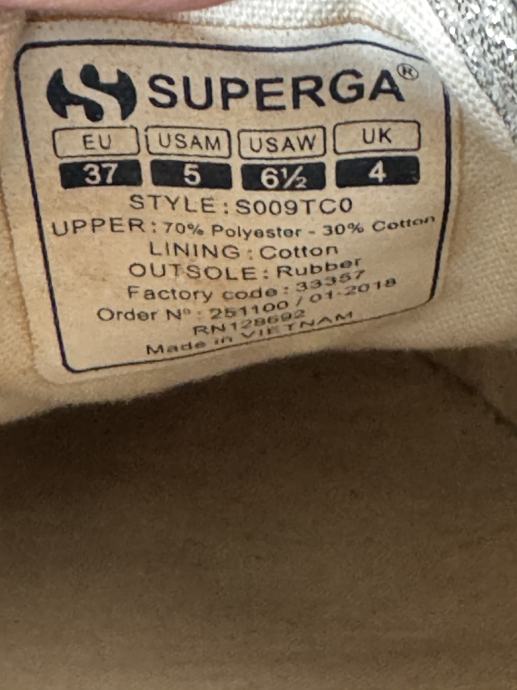 SUPERGA®
EU USAM USAW UK
37 5 6½ 4
STYLE : S009TC0
UPPER : 70% Polyester - 30% Cotton
LINING : Cotton
OUTSOLE : Rubber
Factory code : 33357
Order Nº : 251100 / 01-2018
RN128692
Made in VIETNAM